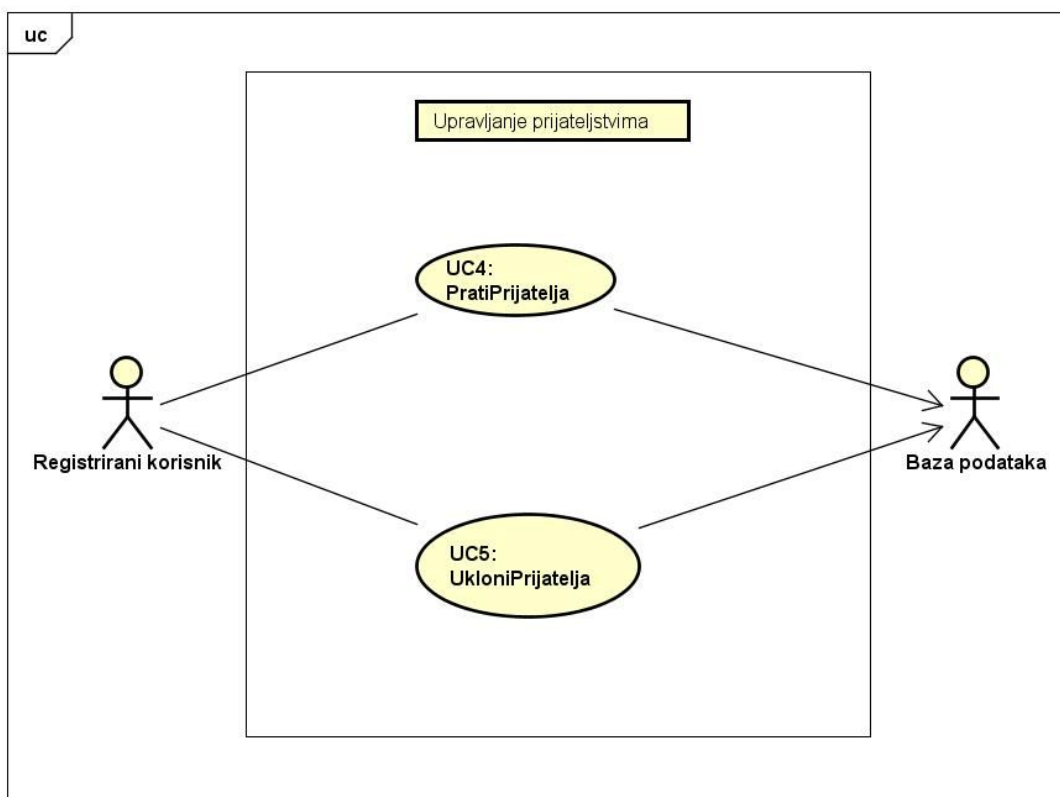 uc
Upravljanje prijateljstvima
UC4:
PratiPrijatelja
Registrirani korisnik
Baza podataka
UC5:
UkloniPrijatelja